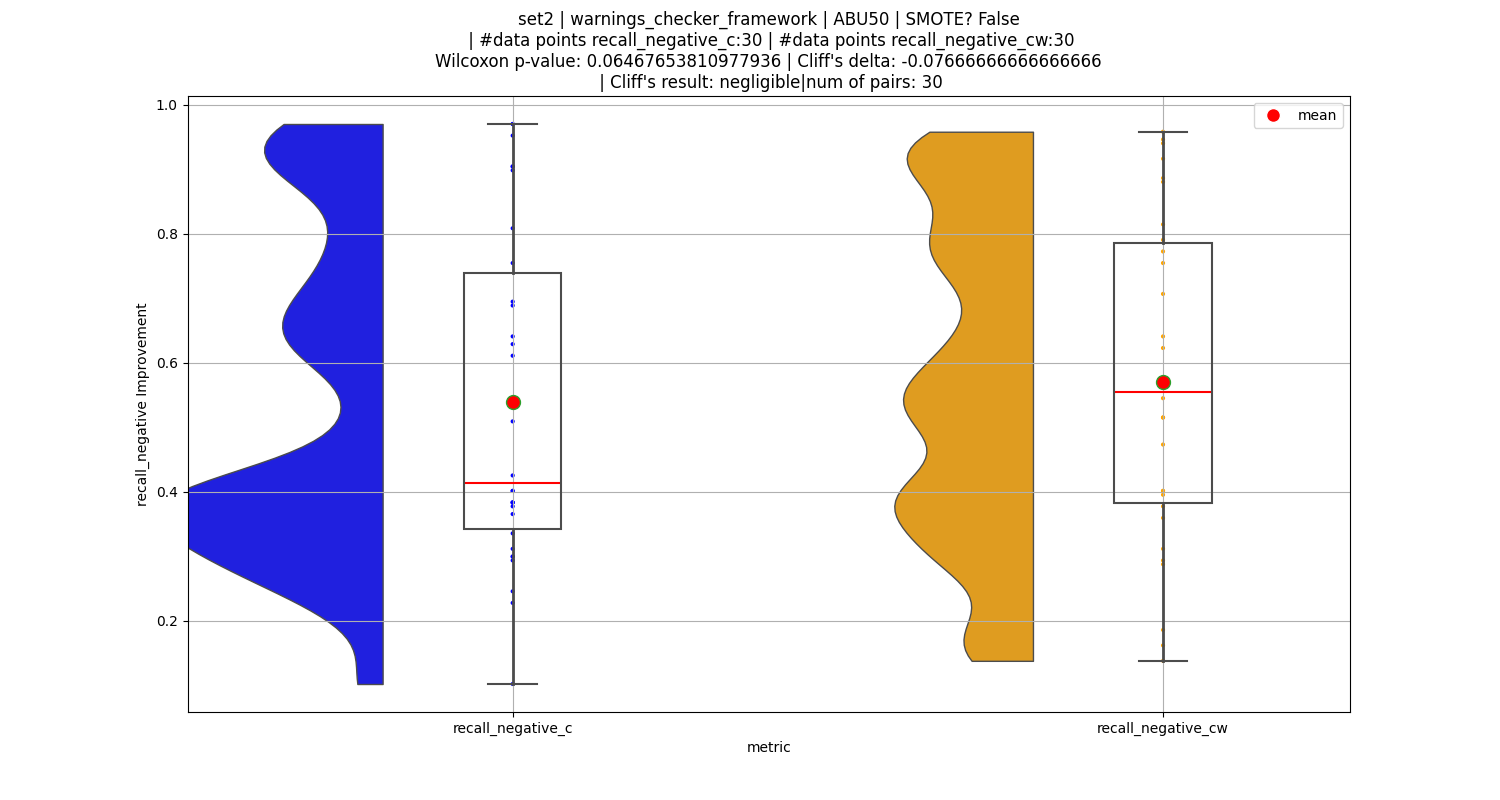 set2 | warnings_checker_framework | ABU50 | SMOTE? False
| #data points recall_negative_c:30 | #data points recall_negative_cw:30
Wilcoxon p-value: 0.06467653810977936 | Cliff's delta: -0.07666666666666666
| Cliff's result: negligible|num of pairs: 30
1.0
mean
0.8
0.6
0.4
0.2
recall_negative Improvement
recall_negative_c
recall_negative_cw
metric